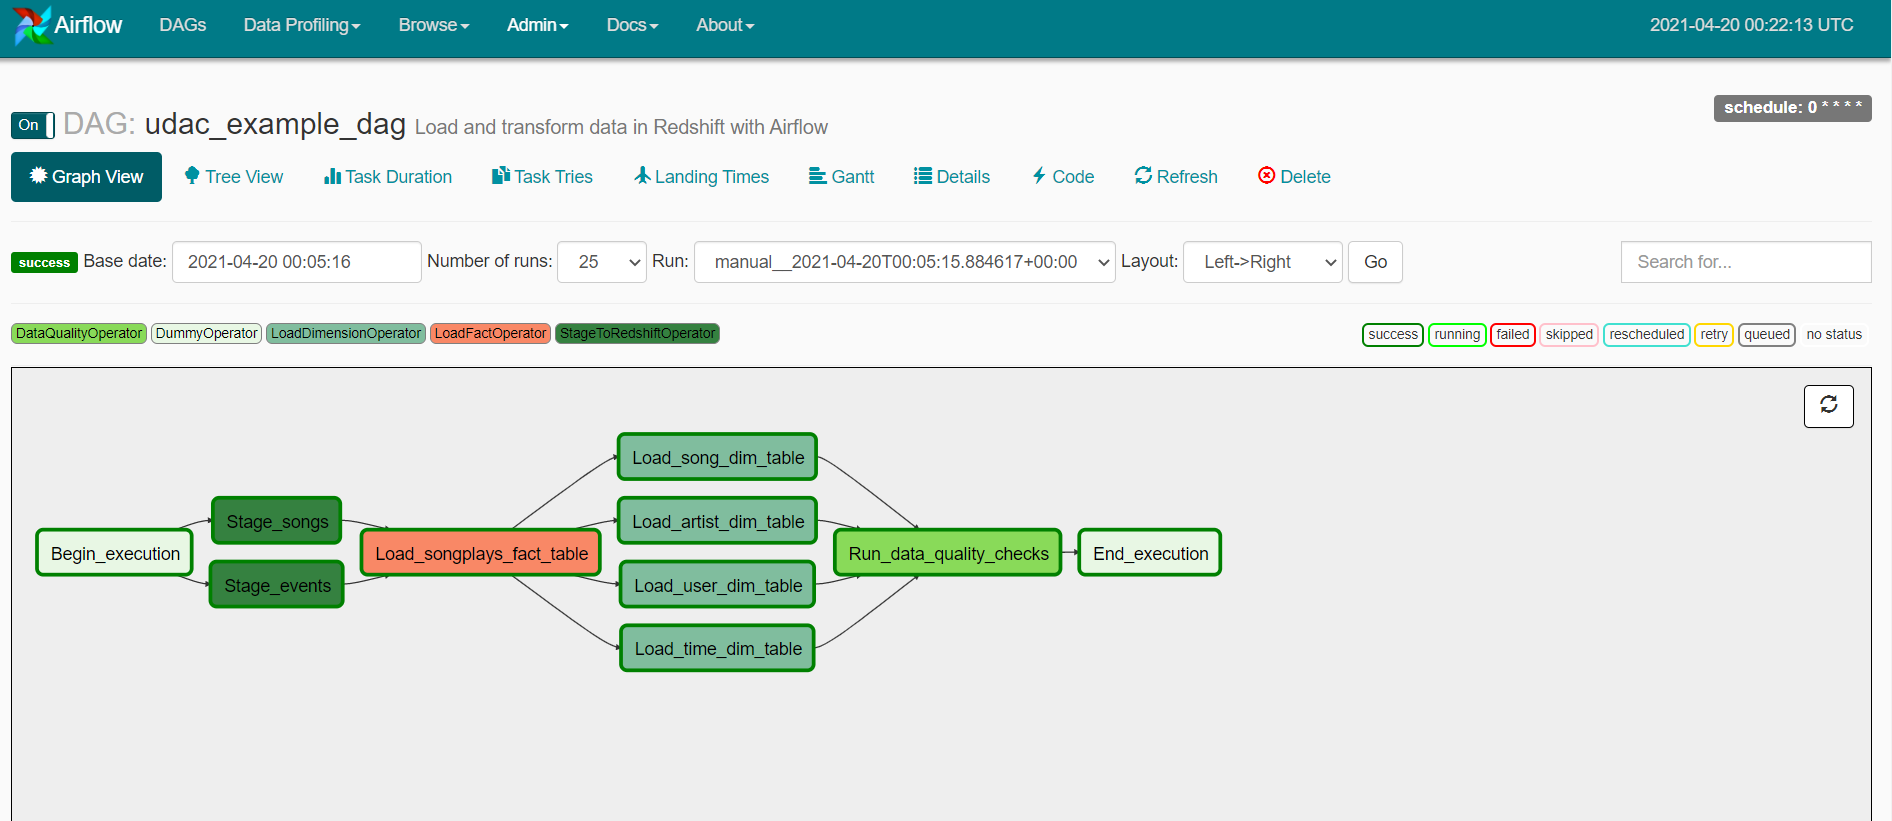 Airflow DAGs Data Profiling Browse Admin Docs About 2021-04-20 00:22:13 UTC
schedule: 0 * * * *
On DAG: udac_example_dag Load and transform data in Redshift with Airflow
Graph View Tree View Task Duration Task Tries Landing Times Gantt Details Code Refresh Delete
success Base date: 2021-04-20 00:05:16 Number of runs: 25 Run: manual__2021-04-20T00:05:15.884617+00:00 Layout: Left->Right Go Search for...
DataQualityOperator DummyOperator LoadDimensionOperator LoadFactOperator StageToRedshiftOperator success running failed skipped rescheduled retry queued no status
Load_song_dim_table
Stage_songs Load_artist_dim_table
Begin_execution Load_songplays_fact_table Run_data_quality_checks End_execution
Stage_events Load_user_dim_table
Load_time_dim_table